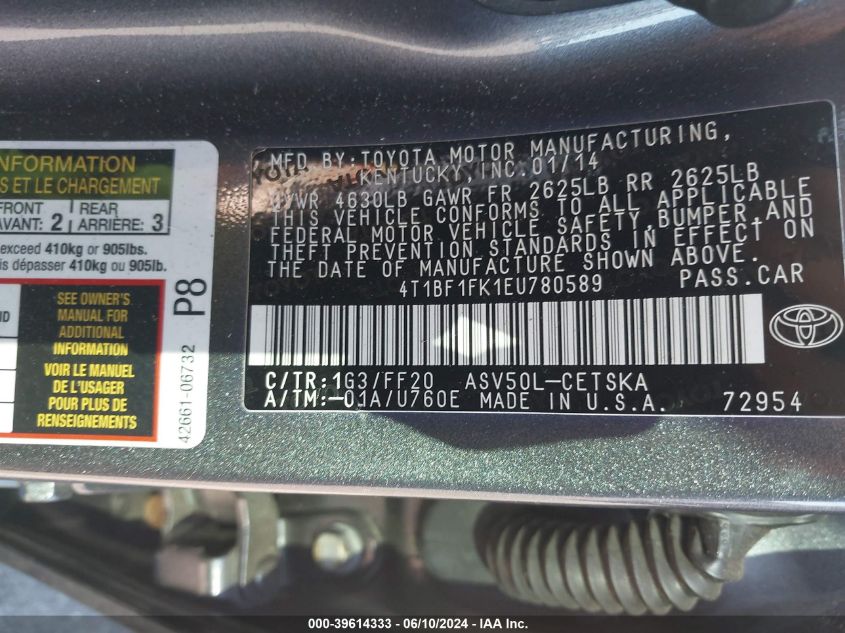 INFORMATION
S ET LE CHARGEMENT
FRONT
AVANT: 2
REAR
ARRIÈRE: 3
exceed 410kg or 905lbs.
is dépasser 410kg ou 905lb.
SEE OWNER'S
MANUAL FOR
ADDITIONAL
INFORMATION
VOIR LE MANUEL
DE L'USAGER
POUR PLUS DE
RENSEIGNEMENTS
P8
42661-06732
MFD. BY: TOYOTA MOTOR MANUFACTURING,
KENTUCKY, INC. 01/14
GVWR 4630LB GAWR FR 2625LB RR 2625LB
THIS VEHICLE CONFORMS TO ALL APPLICABLE
FEDERAL MOTOR VEHICLE SAFETY, BUMPER, AND
THEFT PREVENTION STANDARDS IN EFFECT ON
THE DATE OF MANUFACTURE SHOWN ABOVE.
4T1BF1FK1EU780589 PASS. CAR
C/TR: 1G3/FF20 ASV50L-CETSKA
A/TM: -01A/U760E MADE IN U.S.A. 72954
000-39614333 - 06/10/2024 - IAA Inc.